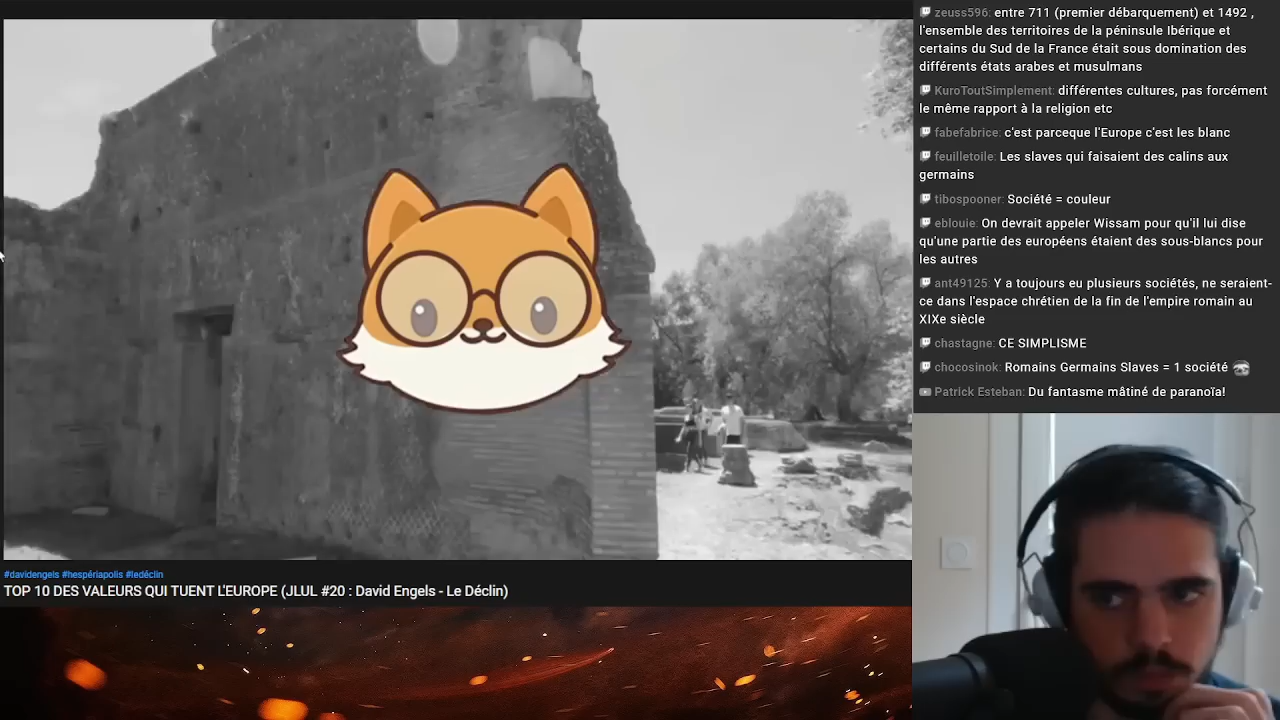 zeuss596: entre 711 (premier débarquement) et 1492 ,
l'ensemble des territoires de la péninsule Ibérique et
certains du Sud de la France était sous domination des
différents états arabes et musulmans
KuroToutSimplement: différentes cultures, pas forcément
le même rapport à la religion etc
fabefabrice: c'est parceque l'Europe c'est les blanc
feuilletoile: Les slaves qui faisaient des calins aux
germains
tibospooner: Société = couleur
eblouie: On devrait appeler Wissam pour qu'il lui dise
qu'une partie des européens étaient des sous-blancs pour
les autres
ant49125: Y a toujours eu plusieurs sociétés, ne seraient-
ce dans l'espace chrétien de la fin de l'empire romain au
XIXe siècle
chastagne: CE SIMPLISME
chocosinok: Romains Germains Slaves = 1 société
Patrick Esteban: Du fantasme mâtiné de paranoïa!
#davidengels #hespériapolis #ledéclin
TOP 10 DES VALEURS QUI TUENT L'EUROPE (JLUL #20 : David Engels - Le Déclin)